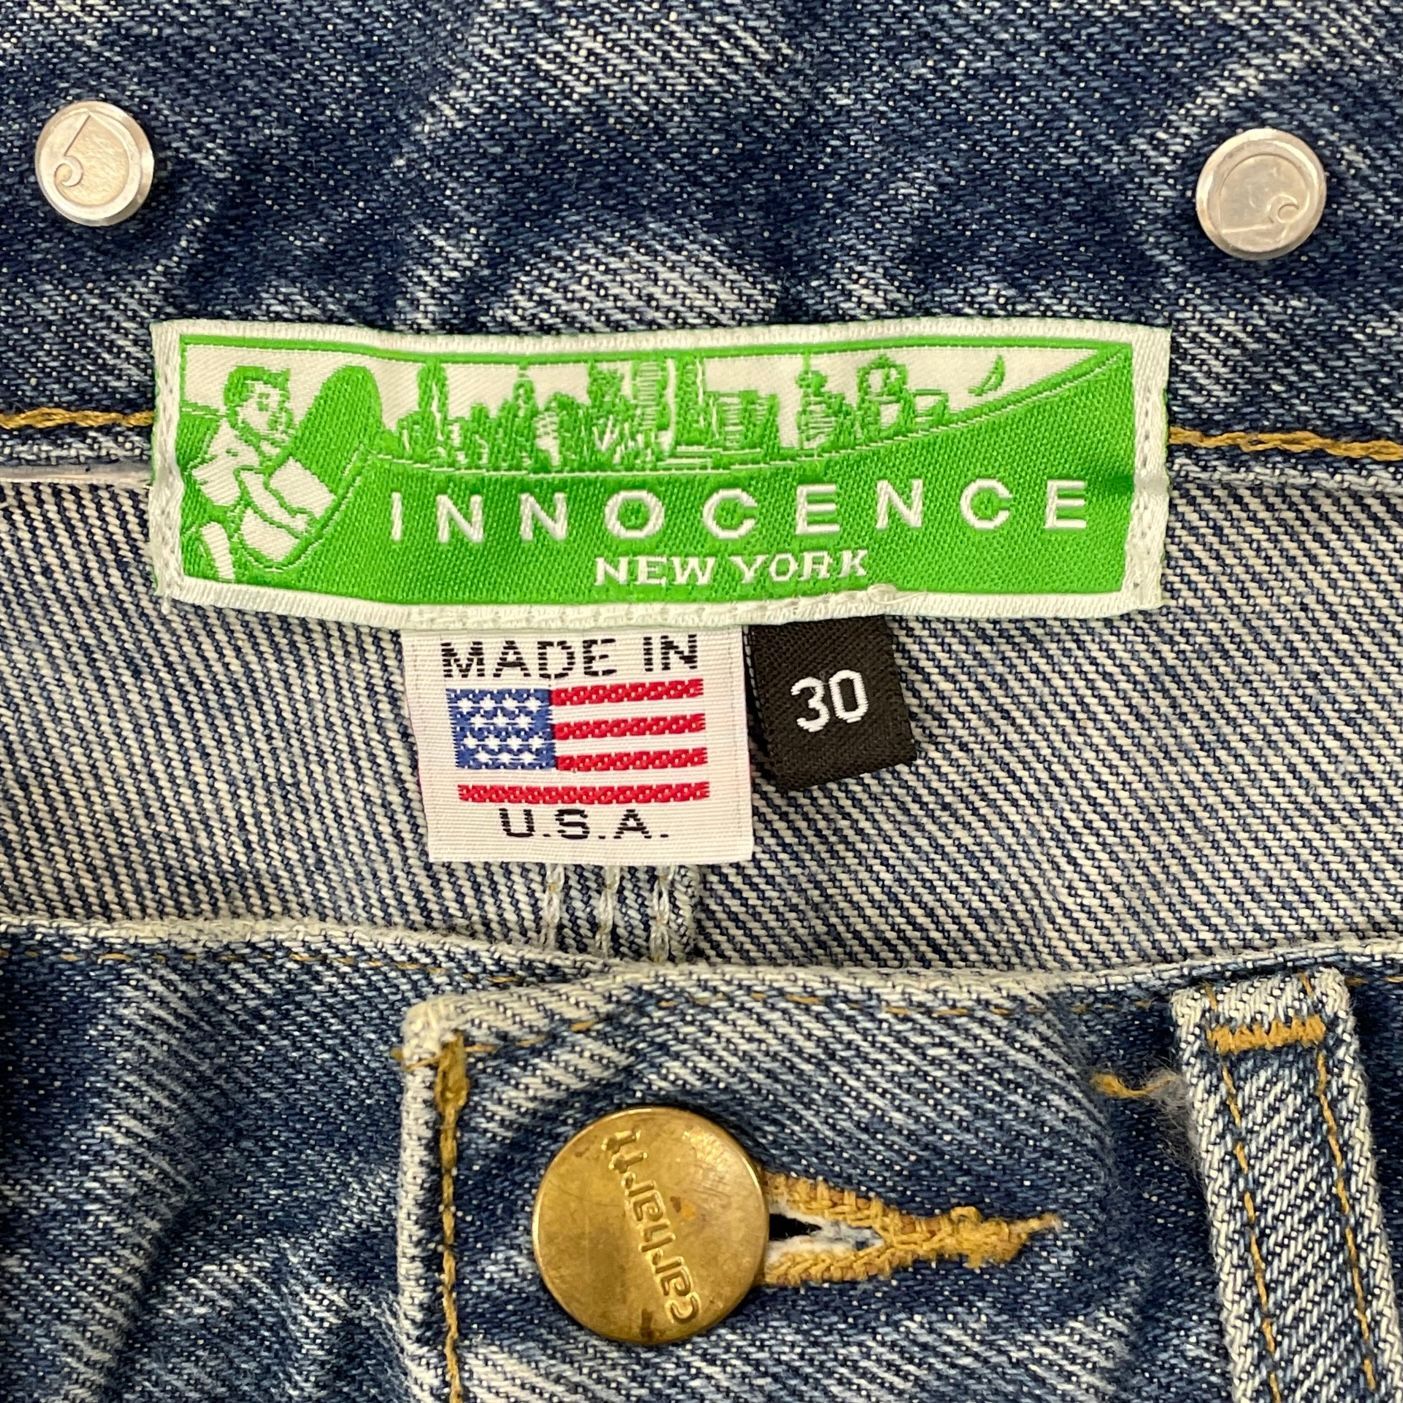 INNOCENCE
NEW YORK
MADE IN
U.S.A.
30
carhartt